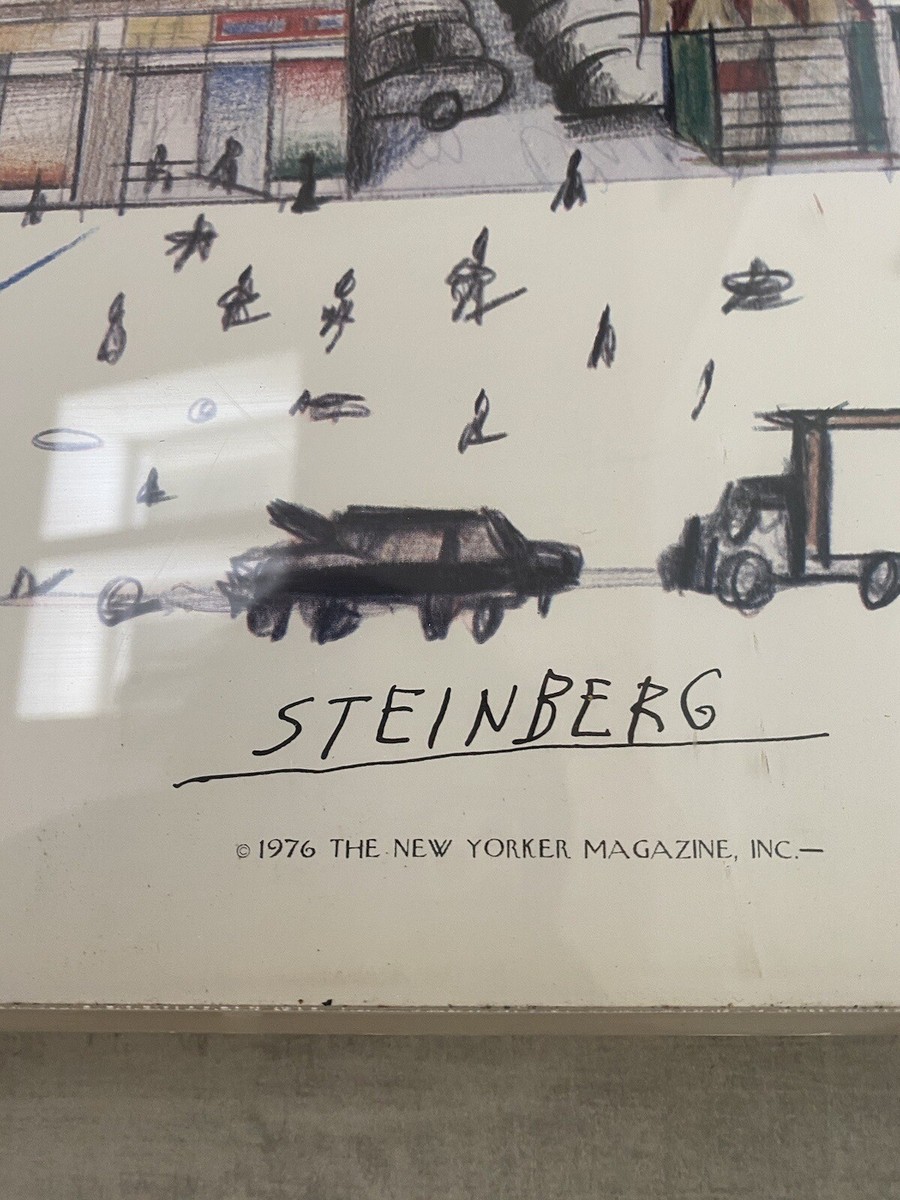 STEINBERG
© 1976 THE NEW YORKER MAGAZINE, INC.—